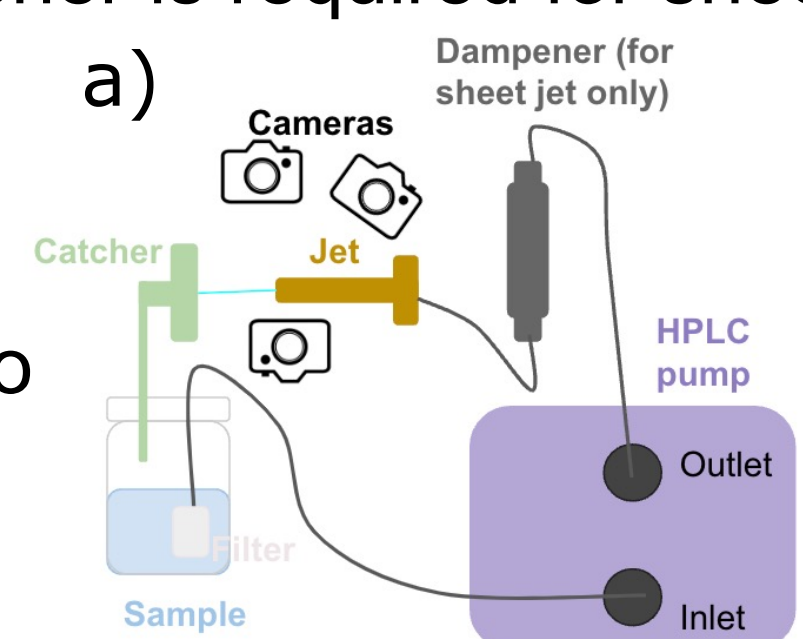 a)
Dampener (for
sheet jet only)
Cameras
Catcher
Jet
HPLC
pump
Outlet
Filter
Sample
Inlet